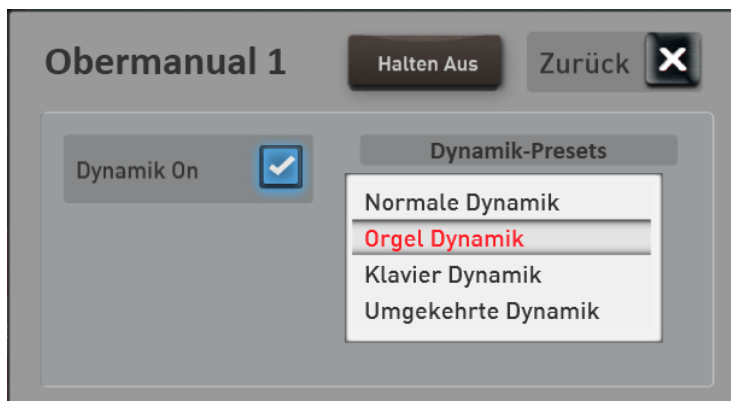 Obermanual 1
Halten Aus
Zurück
Dynamik On
Dynamik-Presets
Normale Dynamik
Orgel Dynamik
Klavier Dynamik
Umgekehrte Dynamik